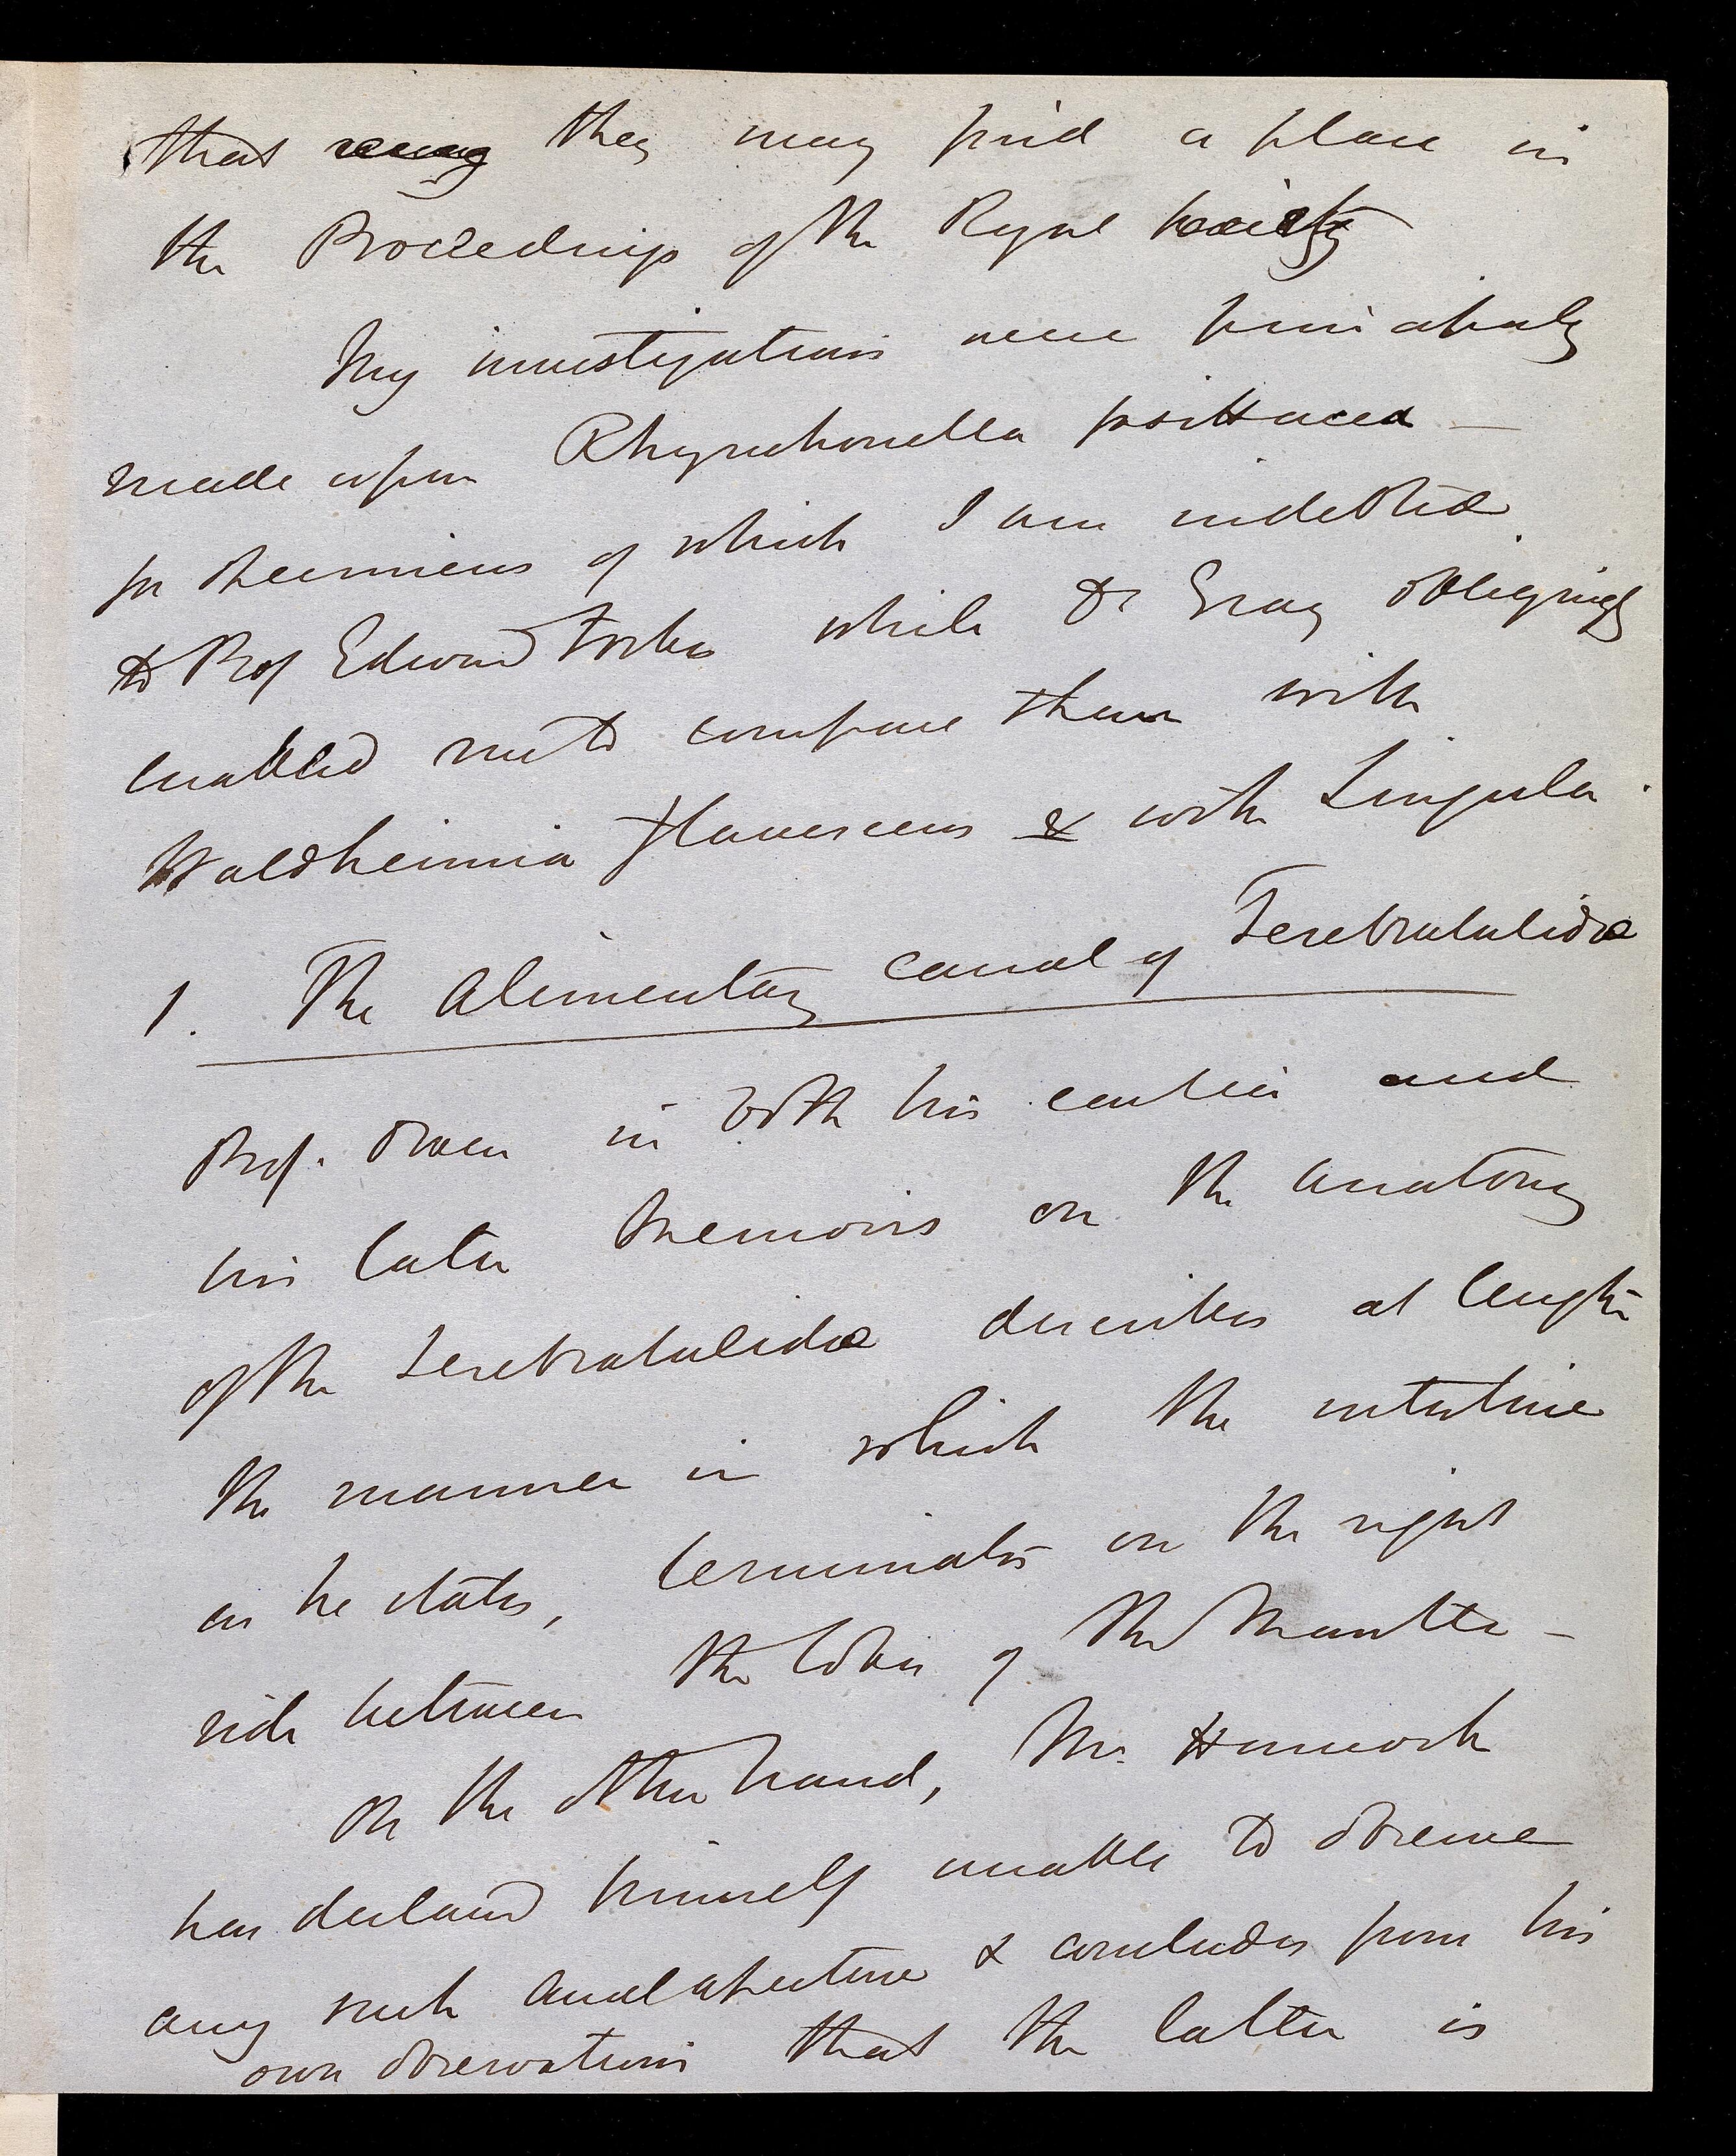 that they may find a place in
the Proceedings of the Royal Society
My investigations were principally
made upon Rhynchonella psittacea —
for specimens of which I am indebted
to Prof Edward Forbes while Dr Gray obligingly
enabled me to compare them with
Waldheimia flavescens & with Lingula.
1. The Alimentary canal of Terebratulidæ
Prof. Owen in both his earlier and
his later Memoirs on the anatomy
of the Terebratulidæ describes at length
the manner in which the intestine
as he states, terminates on the right
side between the lobes of the Mantle –
On the other hand, Mr. Hancock
has declared himself unable to observe
any such anal aperture & concludes from his
own observations that the latter is